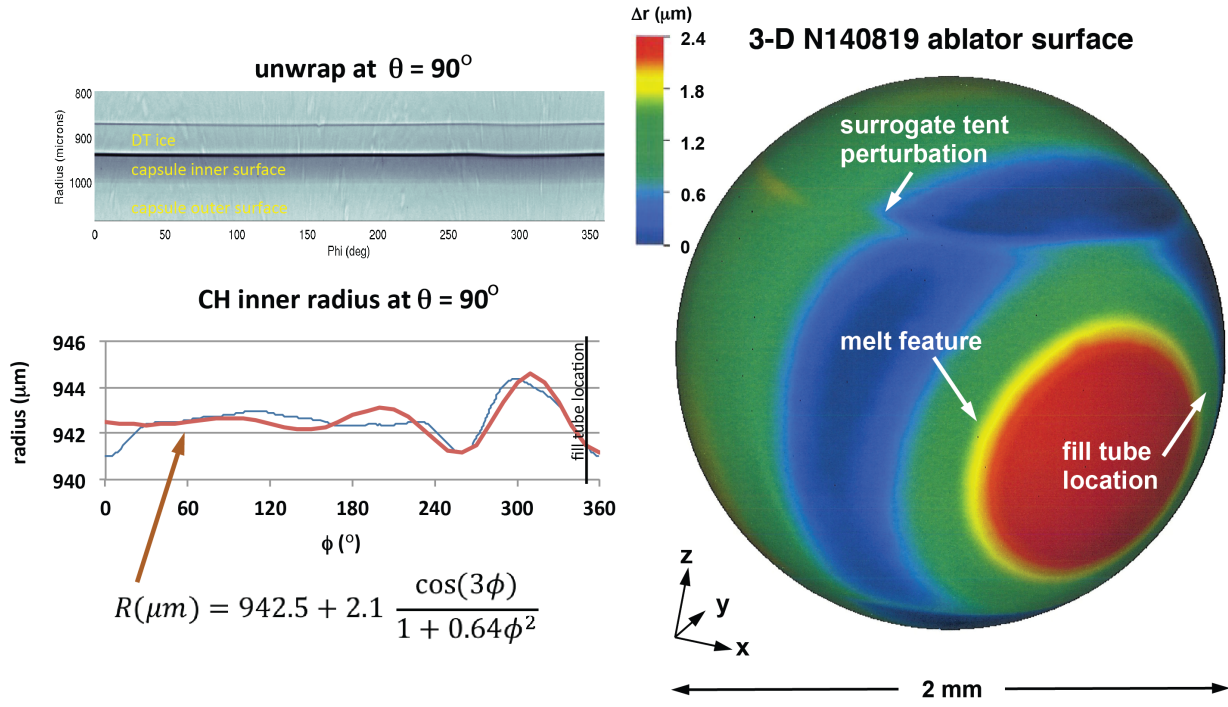 unwrap at θ = 90°
800
900
1000
Radius (microns)
DT ice
capsule inner surface
capsule outer surface
0 50 100 150 200 250 300 350
Phi (deg)
CH inner radius at θ = 90°
946
944
942
940
radius (μm)
fill tube location
0 60 120 180 240 300 360
ϕ (°)
R(μm) = 942.5 + 2.1 cos(3ϕ) / 1 + 0.64ϕ²
Δr (μm)
2.4
1.8
1.2
0.6
0
3-D N140819 ablator surface
surrogate tent
perturbation
melt feature
fill tube
location
z
y
x
2 mm